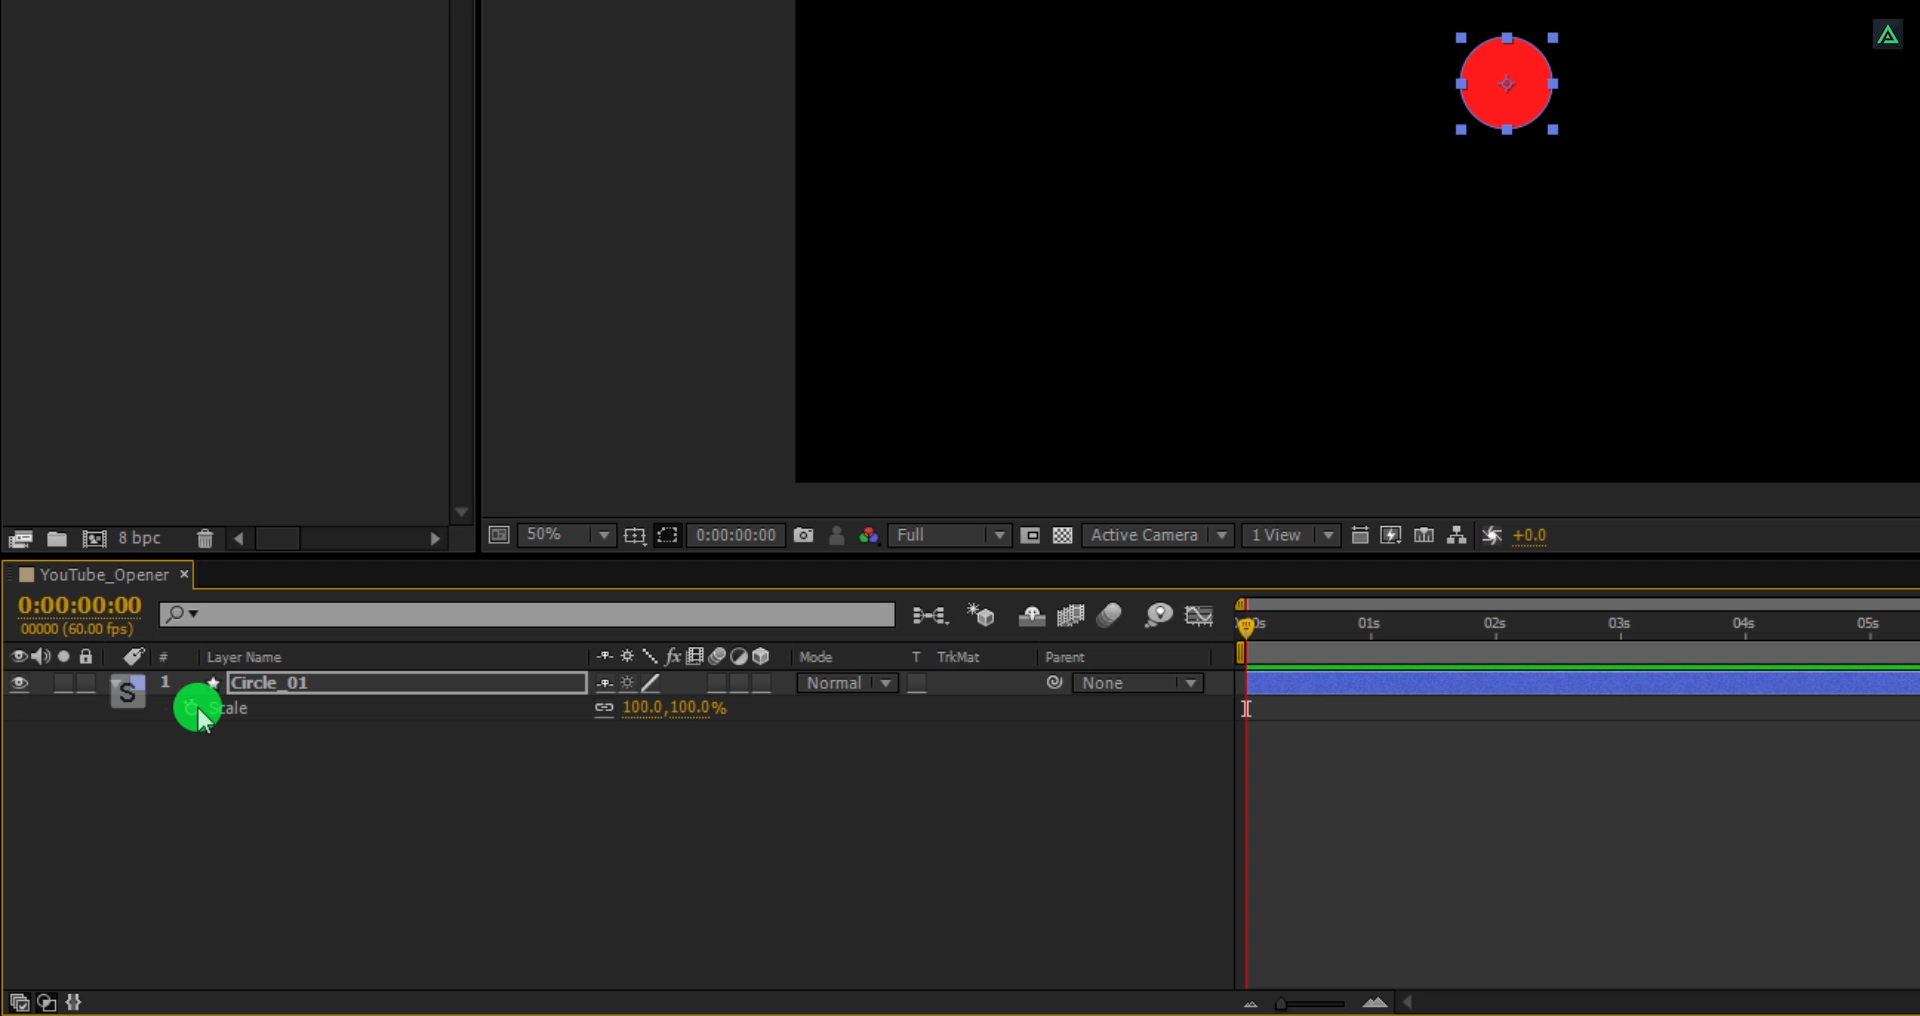 8 bpc
50%
0:00:00:00
Full
Active Camera
1 View
+0.0
YouTube_Opener ×
0:00:00:00
00000 (60.00 fps)
01s
02s
03s
04s
05s
#
Layer Name
fx
Mode
T
TrkMat
Parent
S
1
Circle_01
Normal
None
Scale
100.0,100.0%